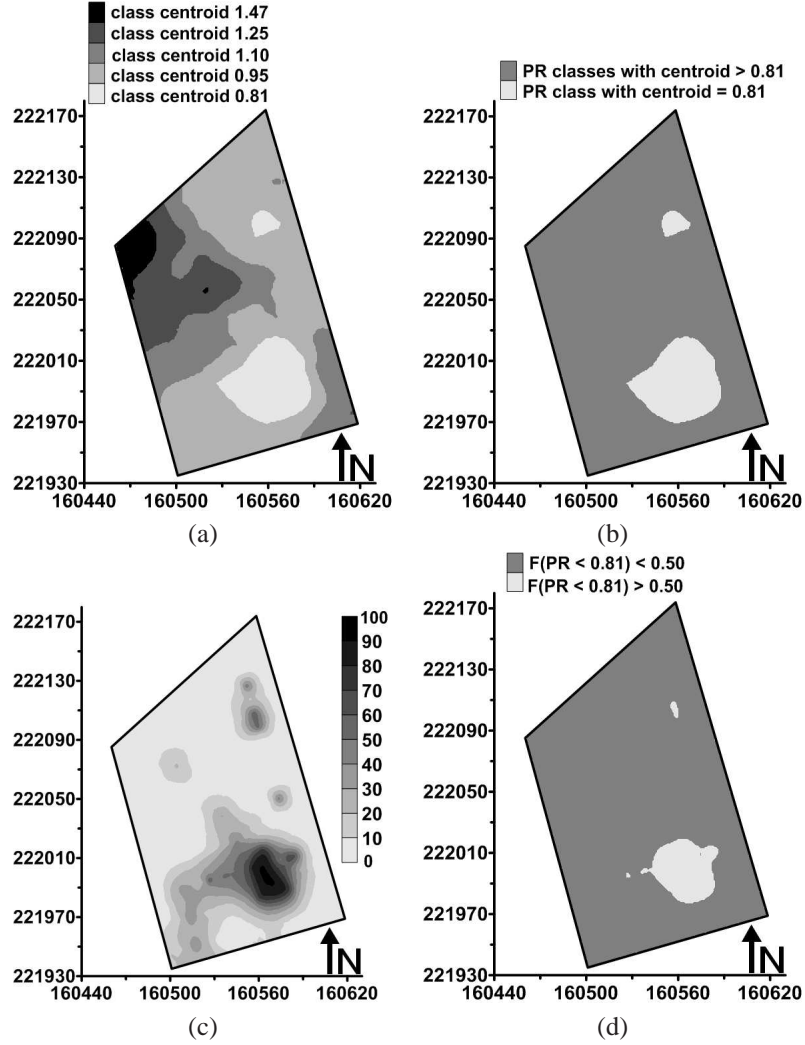 class centroid 1.47
class centroid 1.25
class centroid 1.10
class centroid 0.95
class centroid 0.81
222170
222130
222090
222050
222010
221970
221930
160440 160500 160560 160620
N
(a)
PR classes with centroid > 0.81
PR class with centroid = 0.81
222170
222130
222090
222050
222010
221970
221930
160440 160500 160560 160620
N
(b)
100
90
80
70
60
50
40
30
20
10
0
222170
222130
222090
222050
222010
221970
221930
160440 160500 160560 160620
N
(c)
F(PR < 0.81) < 0.50
F(PR < 0.81) > 0.50
222170
222130
222090
222050
222010
221970
221930
160440 160500 160560 160620
N
(d)